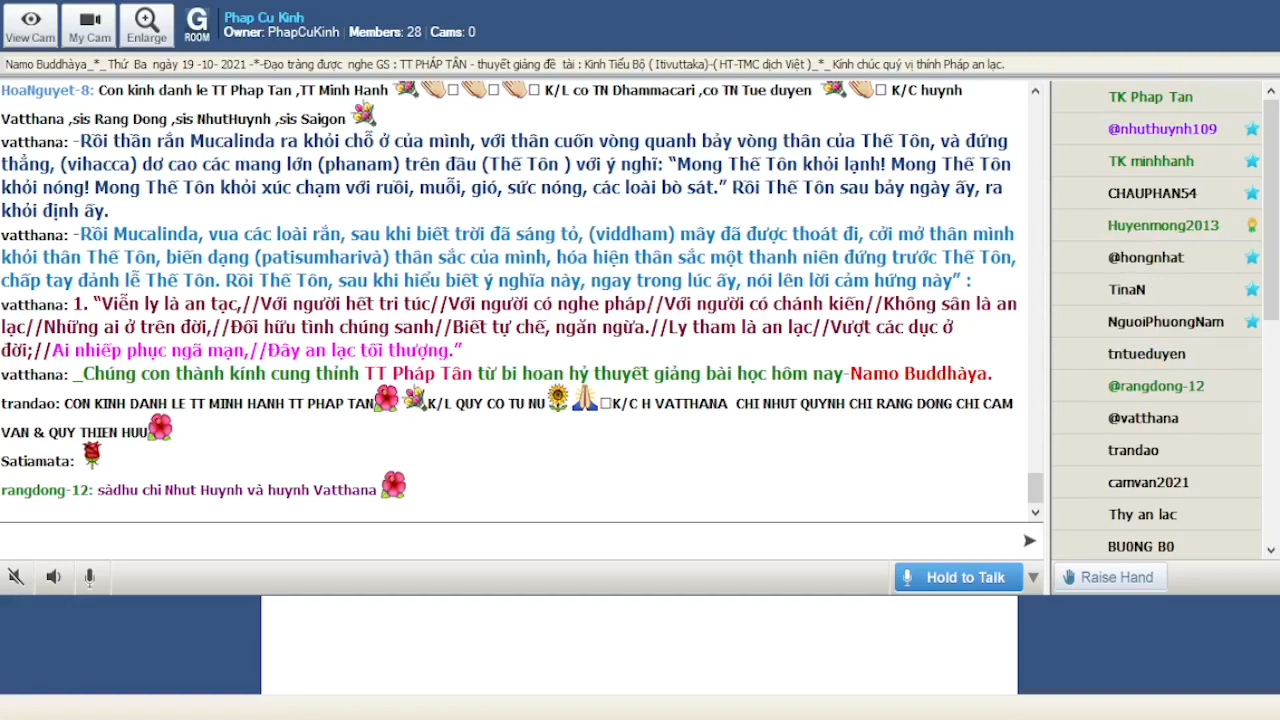 View Cam
My Cam
Enlarge
G
ROOM
Phap Cu Kinh
Owner: PhapCuKinh | Members: 28 | Cams: 0
Namo Buddhàya_*_Thứ Ba ngày 19 -10- 2021 -*-Đạo tràng được nghe GS : TT PHÁP TÂN - thuyết giảng đề tài : Kinh Tiểu Bộ ( Itivuttaka)-( HT-TMC dịch Việt )_*_ Kính chúc quý vị thính Pháp an lạc.
HoaNguyet-8: Con kinh danh le TT Phap Tan ,TT Minh Hanh K/L co TN Dhammacari ,co TN Tue duyen K/C huynh
Vatthana ,sis Rang Dong ,sis NhutHuynh ,sis Saigon
vatthana: -Rồi thần rắn Mucalinda ra khỏi chỗ ở của mình, với thân cuốn vòng quanh bảy vòng thân của Thế Tôn, và đứng
thẳng, (vihacca) dơ cao các mang lớn (phanam) trên đầu (Thế Tôn ) với ý nghĩ: “Mong Thế Tôn khỏi lạnh! Mong Thế Tôn
khỏi nóng! Mong Thế Tôn khỏi xúc chạm với ruồi, muỗi, gió, sức nóng, các loài bò sát.” Rồi Thế Tôn sau bảy ngày ấy, ra
khỏi định ấy.
vatthana: -Rồi Mucalinda, vua các loài rắn, sau khi biết trời đã sáng tỏ, (viddham) mây đã được thoát đi, cởi mở thân mình
khỏi thân Thế Tôn, biến dạng (patisumharivà) thân sắc của mình, hóa hiện thân sắc một thanh niên đứng trước Thế Tôn,
chấp tay đảnh lễ Thế Tôn. Rồi Thế Tôn, sau khi hiểu biết ý nghĩa này, ngay trong lúc ấy, nói lên lời cảm hứng này” :
vatthana: 1. “Viễn ly là an tạc,//Với người hết tri túc//Với người có nghe pháp//Với người có chánh kiến//Không sân là an
lạc//Những ai ở trên đời,//Đối hữu tình chúng sanh//Biết tự chế, ngăn ngừa.//Ly tham là an lạc//Vượt các dục ở
đời;//Ai nhiếp phục ngã mạn,//Đây an lạc tối thượng.”
vatthana: _Chúng con thành kính cung thỉnh TT Pháp Tân từ bi hoan hỷ thuyết giảng bài học hôm nay-Namo Buddhàya.
trandao: CON KINH DANH LE TT MINH HANH TT PHAP TAN K/L QUY CO TU NU K/C H VATTHANA CHI NHUT QUYNH CHI RANG DONG CHI CAM
VAN & QUY THIEN HUU
Satiamata:
rangdong-12: sàdhu chi Nhut Huynh và huynh Vatthana
TK Phap Tan
@nhuthuynh109
TK minhhanh
CHAUPHAN54
Huyenmong2013
@hongnhat
TinaN
NguoiPhuongNam
tntueduyen
@rangdong-12
@vatthana
trandao
camvan2021
Thy an lac
BU0NG B0
Hold to Talk
Raise Hand